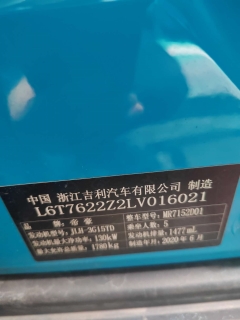 中国 浙江吉利汽车有限公司 制造
L6T7622Z2LV016021
品牌: 帝豪 整车型号: MR7152D01
发动机型号: JLH-3G15TD 乘坐人数: 5
发动机最大净功率: 130kW 发动机排量: 1477mL
最大允许总质量: 1780kg 制造年月: 2020年6月